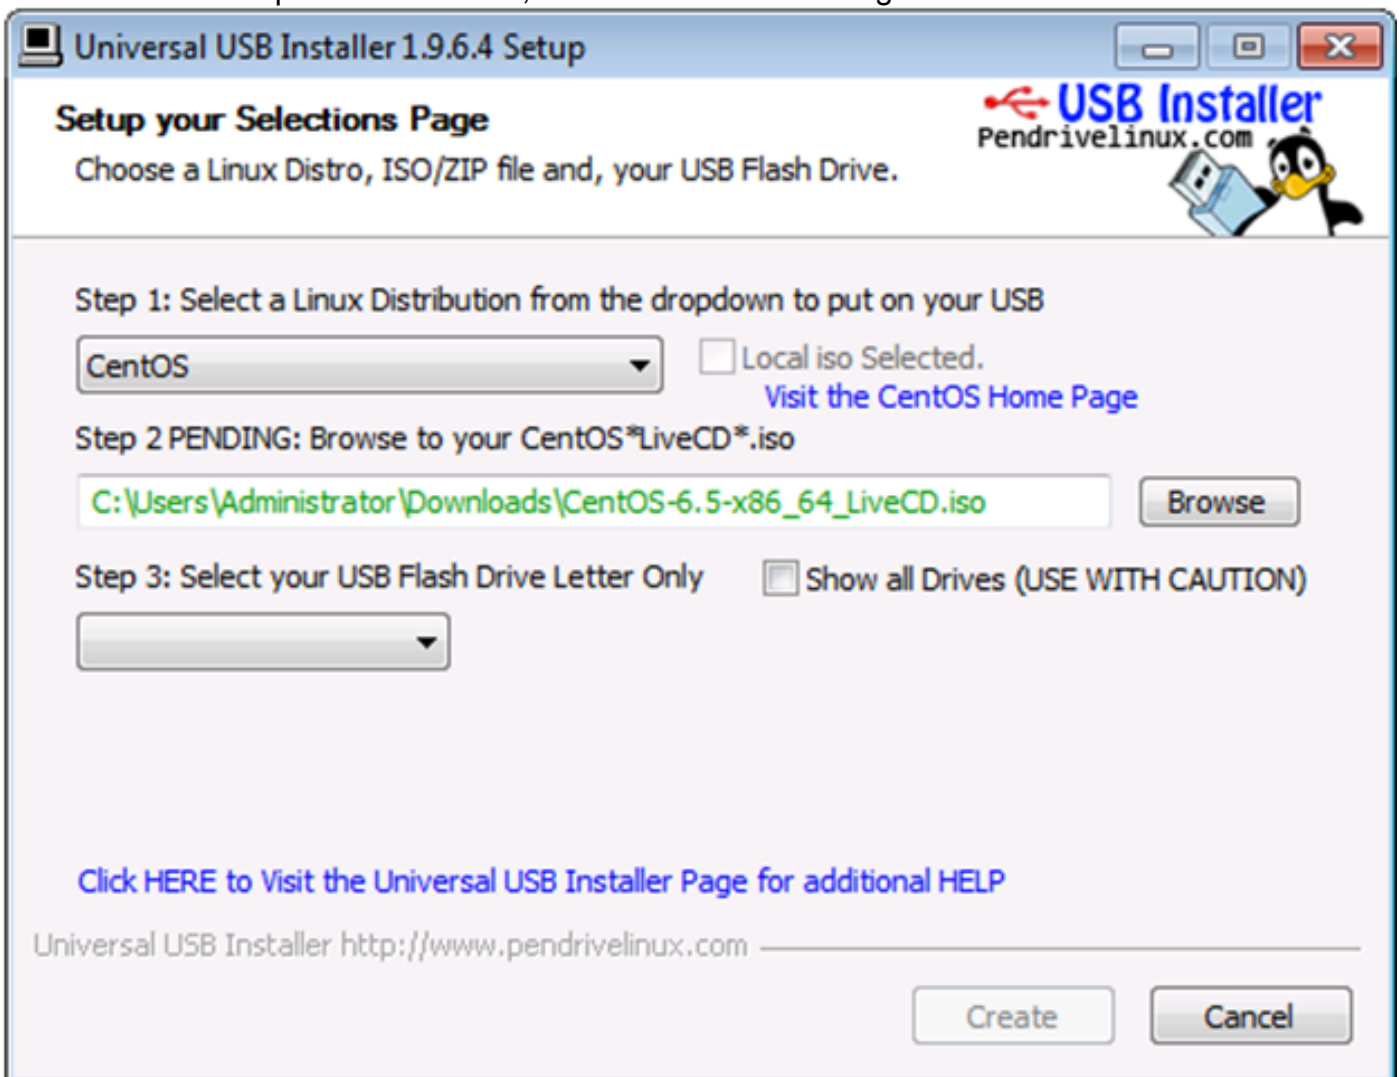 Universal USB Installer 1.9.6.4 Setup
Setup your Selections Page
Choose a Linux Distro, ISO/ZIP file and, your USB Flash Drive.
USB Installer
Pendrivelinux.com
Step 1: Select a Linux Distribution from the dropdown to put on your USB
CentOS
Local iso Selected.
Visit the CentOS Home Page
Step 2 PENDING: Browse to your CentOS*LiveCD*.iso
C:\Users\Administrator\Downloads\CentOS-6.5-x86_64_LiveCD.iso
Browse
Step 3: Select your USB Flash Drive Letter Only
Show all Drives (USE WITH CAUTION)
Click HERE to Visit the Universal USB Installer Page for additional HELP
Universal USB Installer http://www.pendrivelinux.com
Create
Cancel